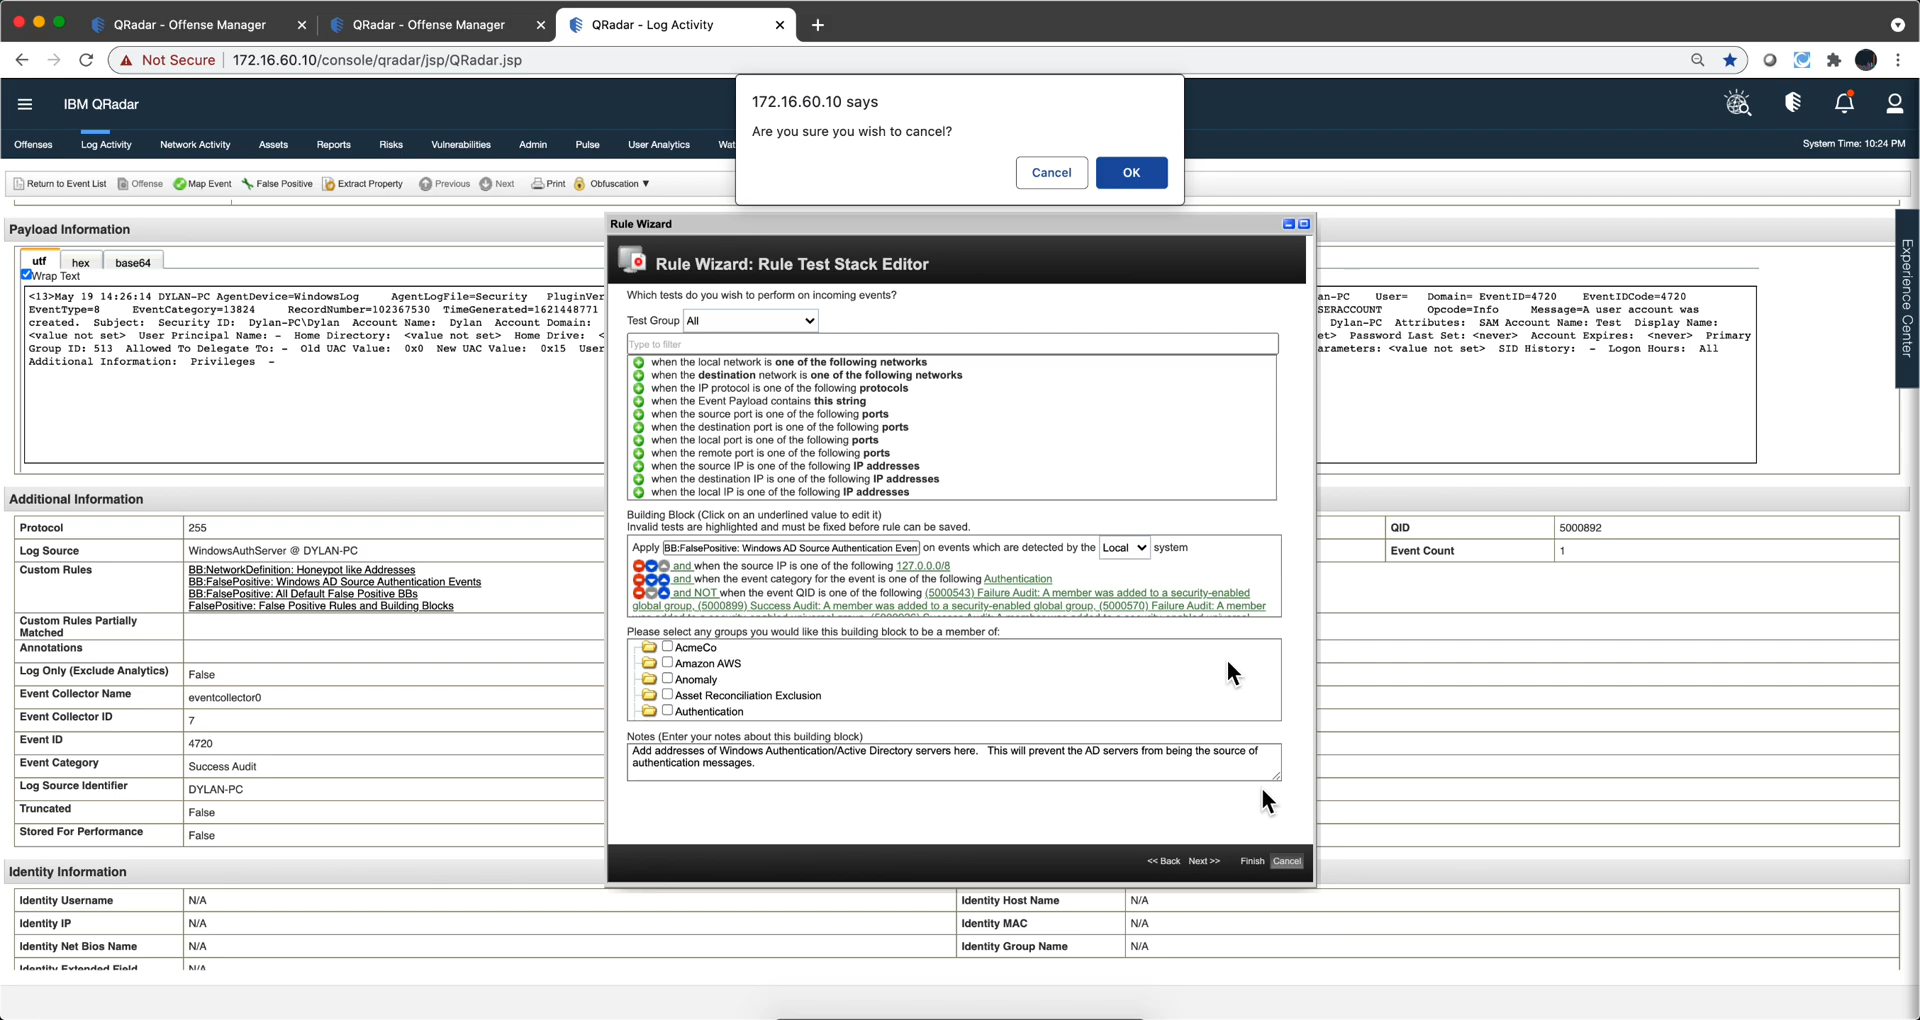 QRadar - Offense Manager
QRadar - Offense Manager
QRadar - Log Activity
Not Secure
172.16.60.10/console/qradar/jsp/QRadar.jsp
172.16.60.10 says
Are you sure you wish to cancel?
Cancel
OK
IBM QRadar
Offenses
Log Activity
Network Activity
Assets
Reports
Risks
Vulnerabilities
Admin
Pulse
User Analytics
Wat
System Time: 10:24 PM
Return to Event List
Offense
Map Event
False Positive
Extract Property
Previous
Next
Print
Obfuscation ▼
Experience Center
Payload Information
utf
hex
base64
Wrap Text
<13>May 19 14:26:14 DYLAN-PC AgentDevice=WindowsLog AgentLogFile=Security PluginVer
EventType=8 EventCategory=13824 RecordNumber=102367530 TimeGenerated=1621448771
created. Subject: Security ID: Dylan-PC\Dylan Account Name: Dylan Account Domain:
<value not set> User Principal Name: - Home Directory: <value not set> Home Drive: <
Group ID: 513 Allowed To Delegate To: - Old UAC Value: 0x0 New UAC Value: 0x15 User
Additional Information: Privileges -
an-PC User= Domain= EventID=4720 EventIDCode=4720
SERACCOUNT Opcode=Info Message=A user account was
Dylan-PC Attributes: SAM Account Name: Test Display Name:
et> Password Last Set: <never> Account Expires: <never> Primary
arameters: <value not set> SID History: - Logon Hours: All
Rule Wizard
Rule Wizard: Rule Test Stack Editor
Which tests do you wish to perform on incoming events?
Test Group
All
Type to filter
when the local network is one of the following networks
when the destination network is one of the following networks
when the IP protocol is one of the following protocols
when the Event Payload contains this string
when the source port is one of the following ports
when the destination port is one of the following ports
when the local port is one of the following ports
when the remote port is one of the following ports
when the source IP is one of the following IP addresses
when the destination IP is one of the following IP addresses
when the local IP is one of the following IP addresses
Building Block (Click on an underlined value to edit it)
Invalid tests are highlighted and must be fixed before rule can be saved.
Apply BB:FalsePositive: Windows AD Source Authentication Even on events which are detected by the Local system
and when the source IP is one of the following 127.0.0.0/8
and when the event category for the event is one of the following Authentication
and NOT when the event QID is one of the following (5000543) Failure Audit: A member was added to a security-enabled
global group, (5000899) Success Audit: A member was added to a security-enabled global group, (5000570) Failure Audit: A member
Please select any groups you would like this building block to be a member of:
AcmeCo
Amazon AWS
Anomaly
Asset Reconciliation Exclusion
Authentication
Notes (Enter your notes about this building block)
Add addresses of Windows Authentication/Active Directory servers here. This will prevent the AD servers from being the source of
authentication messages.
<< Back
Next >>
Finish
Cancel
Additional Information
Protocol
255
QID
5000892
Log Source
WindowsAuthServer @ DYLAN-PC
Event Count
1
Custom Rules
BB:NetworkDefinition: Honeypot like Addresses
BB:FalsePositive: Windows AD Source Authentication Events
BB:FalsePositive: All Default False Positive BBs
FalsePositive: False Positive Rules and Building Blocks
Custom Rules Partially
Matched
Annotations
Log Only (Exclude Analytics)
False
Event Collector Name
eventcollector0
Event Collector ID
7
Event ID
4720
Event Category
Success Audit
Log Source Identifier
DYLAN-PC
Truncated
False
Stored For Performance
False
Identity Information
Identity Username
N/A
Identity Host Name
N/A
Identity IP
N/A
Identity MAC
N/A
Identity Net Bios Name
N/A
Identity Group Name
N/A
Identity Extended Field
N/A